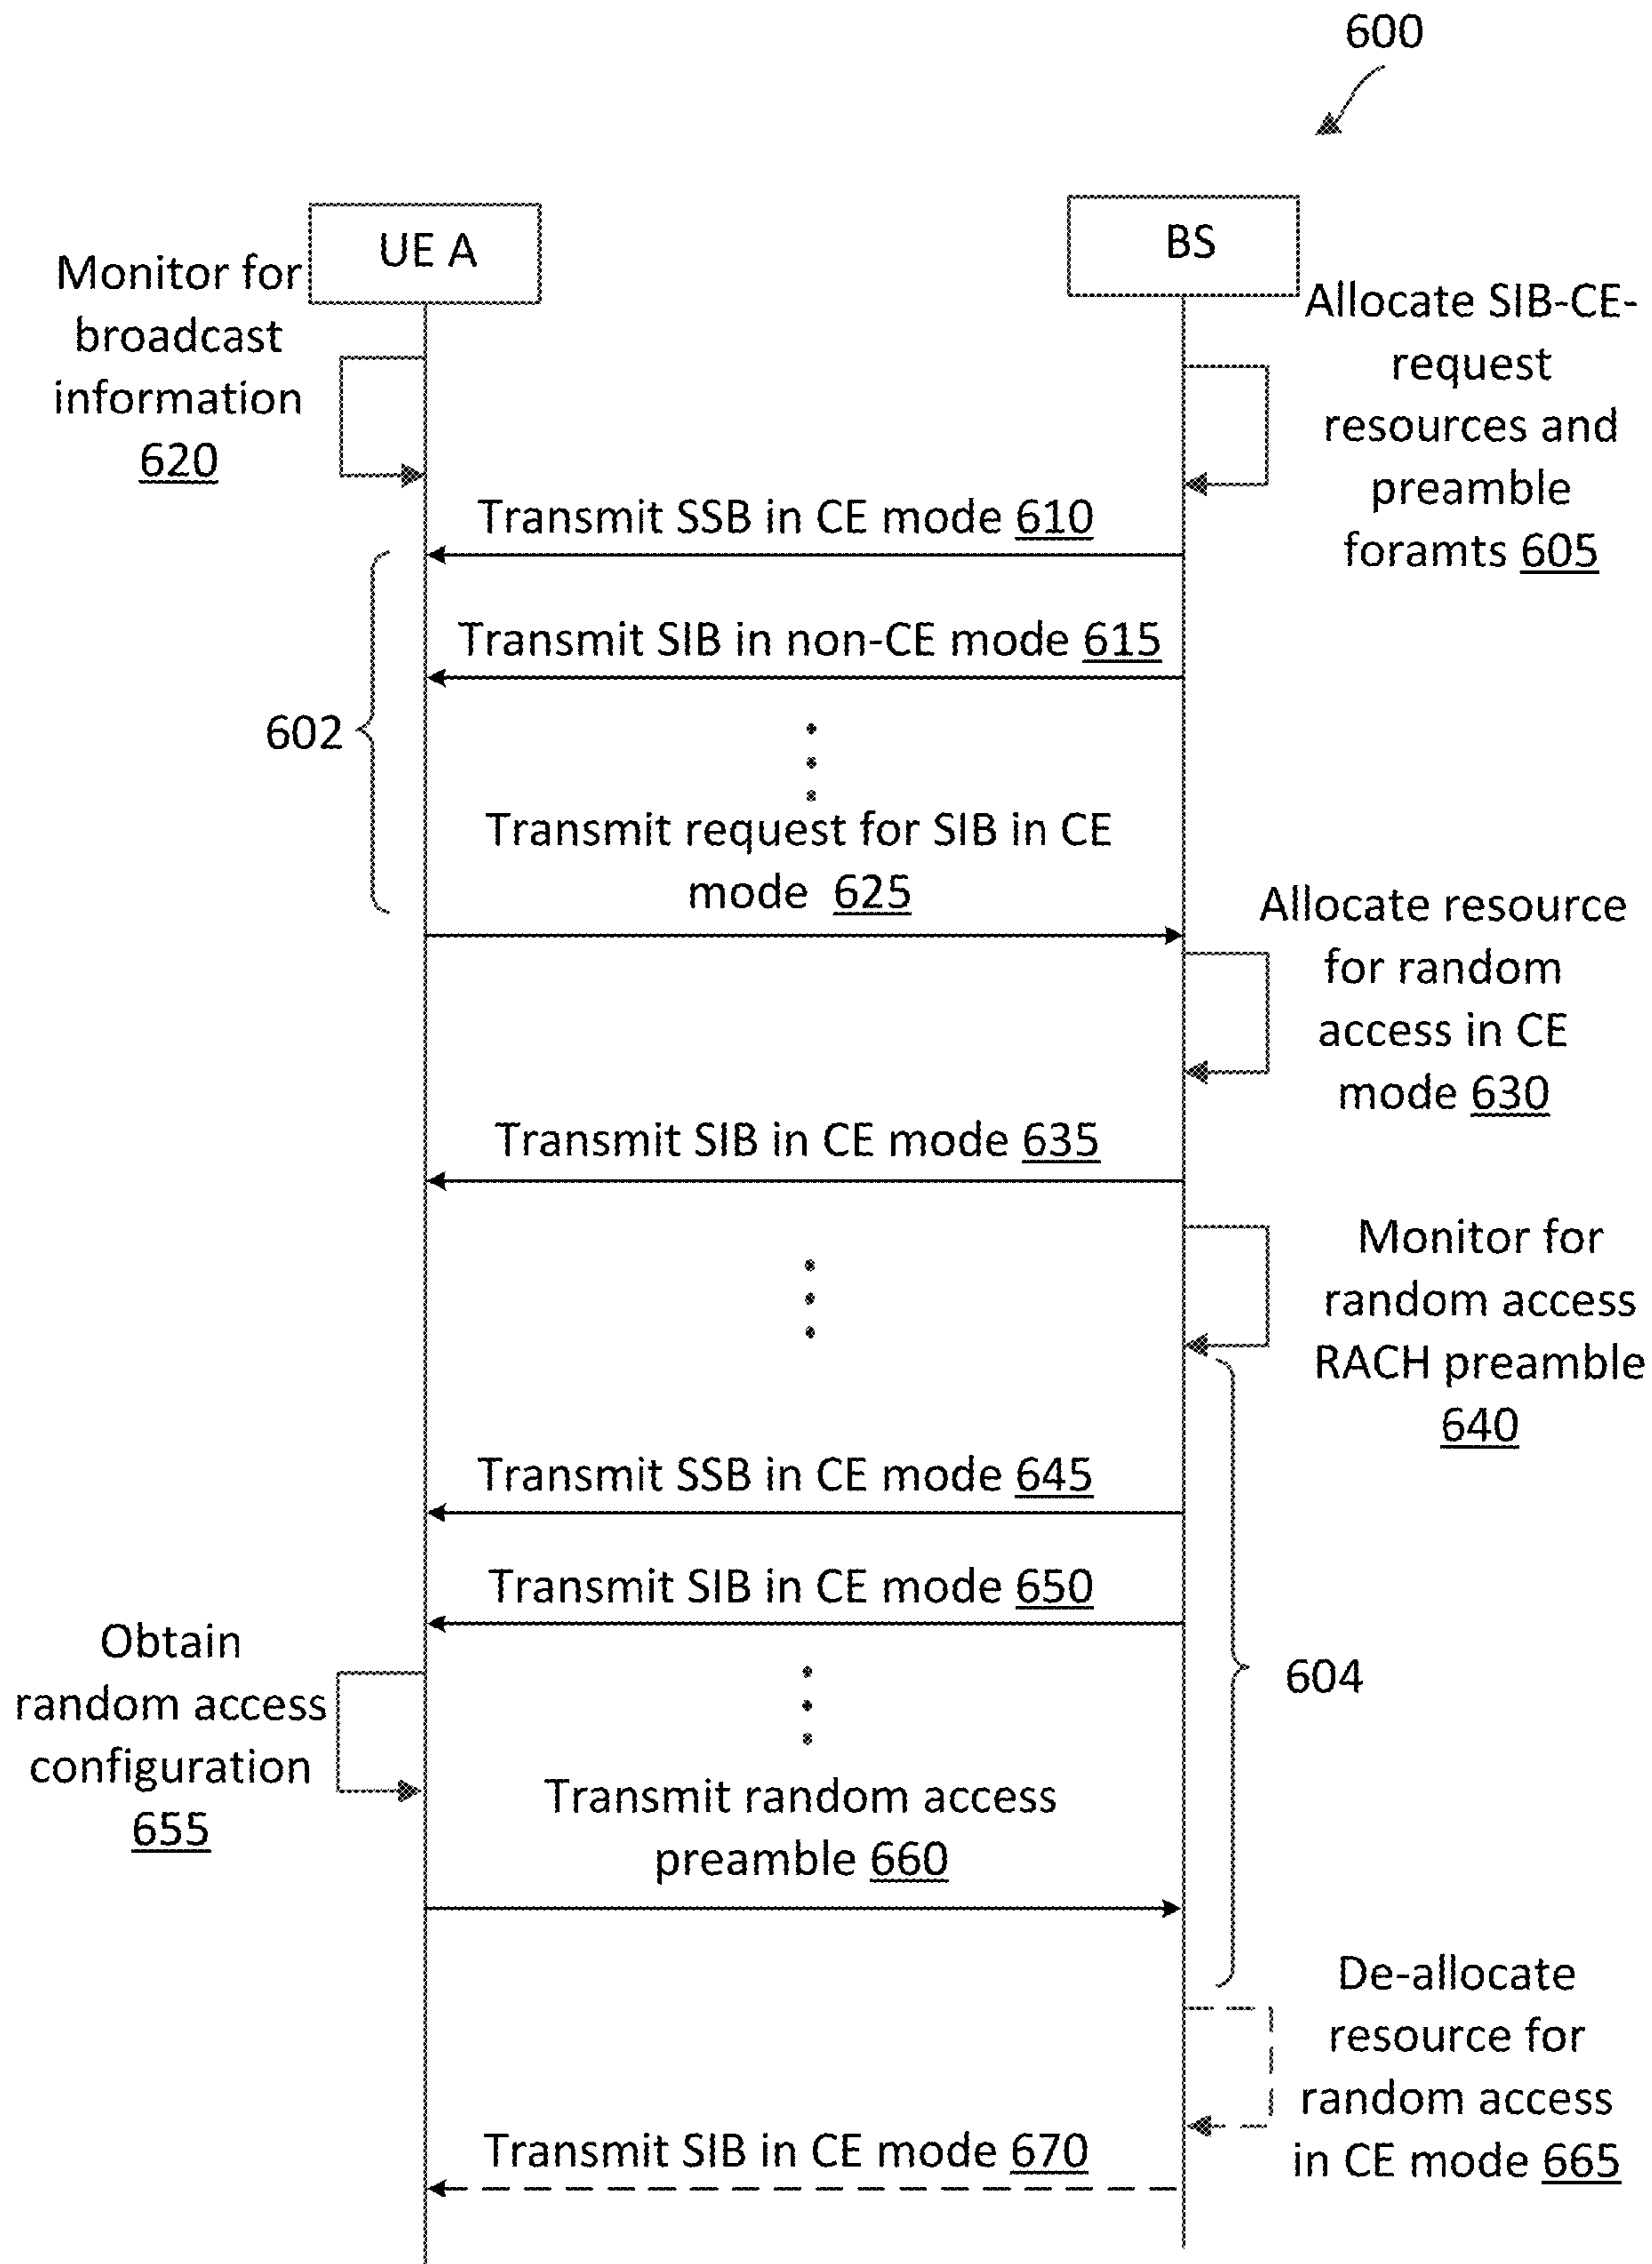 600
UE A
BS
Monitor for
broadcast
information
620
Allocate SIB-CE-
request
resources and
preamble
foramts 605
Transmit SSB in CE mode 610
Transmit SIB in non-CE mode 615
602
Transmit request for SIB in CE
mode 625
Allocate resource
for random
access in CE
mode 630
Transmit SIB in CE mode 635
Monitor for
random access
RACH preamble
640
Transmit SSB in CE mode 645
Transmit SIB in CE mode 650
Obtain
random access
configuration
655
604
Transmit random access
preamble 660
De-allocate
resource for
random access
in CE mode 665
Transmit SIB in CE mode 670